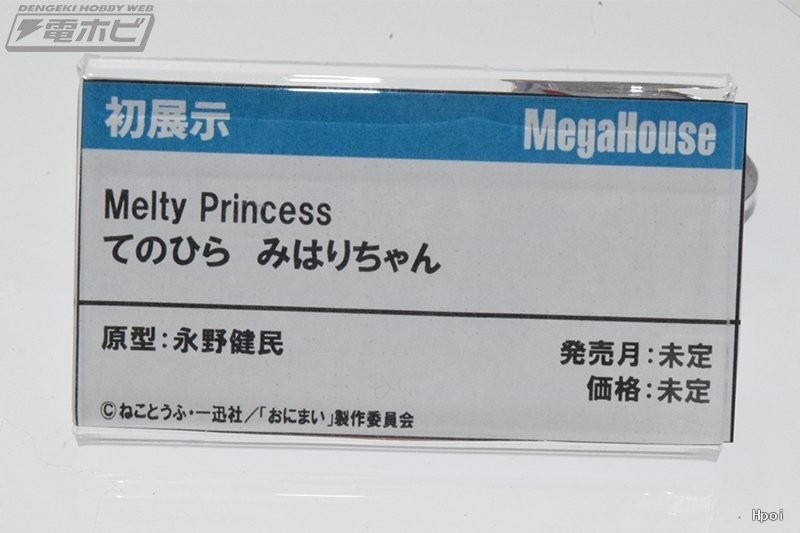 DENGEKI HOBBY WEB
電ホビ
初展示
MegaHouse
Melty Princess
てのひら みはりちゃん
原型：永野健民
発売月：未定
価格：未定
©ねことうふ・一迅社／「おにまい」製作委員会
Hpoi